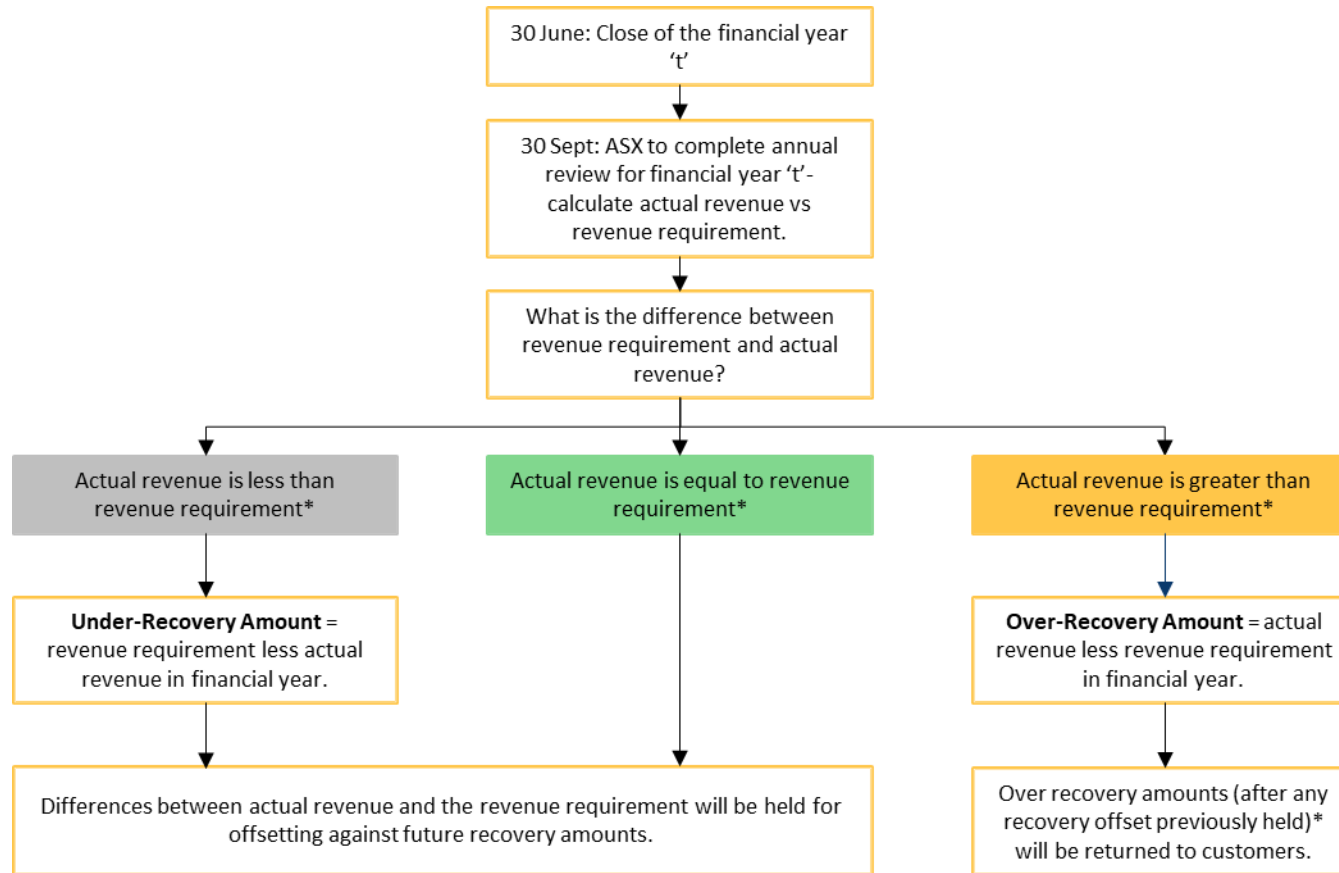 30 June: Close of the financial year
‘t’
30 Sept: ASX to complete annual
review for financial year ‘t’-
calculate actual revenue vs
revenue requirement.
What is the difference between
revenue requirement and actual
revenue?
Actual revenue is less than
revenue requirement*
Actual revenue is equal to revenue
requirement*
Actual revenue is greater than
revenue requirement*
Under-Recovery Amount =
revenue requirement less actual
revenue in financial year.
Over-Recovery Amount = actual
revenue less revenue requirement
in financial year.
Differences between actual revenue and the revenue requirement will be held for
offsetting against future recovery amounts.
Over recovery amounts (after any
recovery offset previously held)*
will be returned to customers.